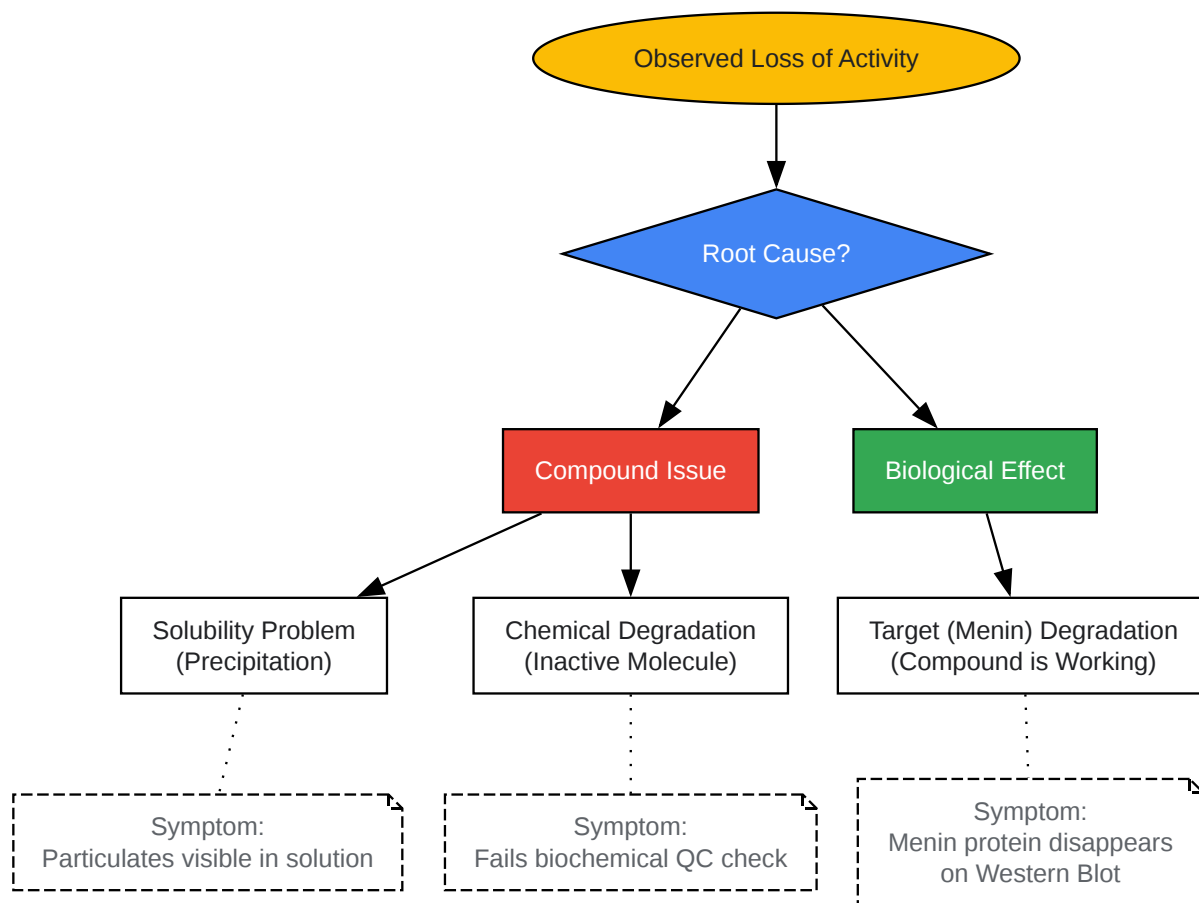 Observed Loss of Activity
Root Cause?
Compound Issue
Biological Effect
Solubility Problem
(Precipitation)
Chemical Degradation
(Inactive Molecule)
Target (Menin) Degradation
(Compound is Working)
Symptom:
Particulates visible in solution
Symptom:
Fails biochemical QC check
Symptom:
Menin protein disappears
on Western Blot